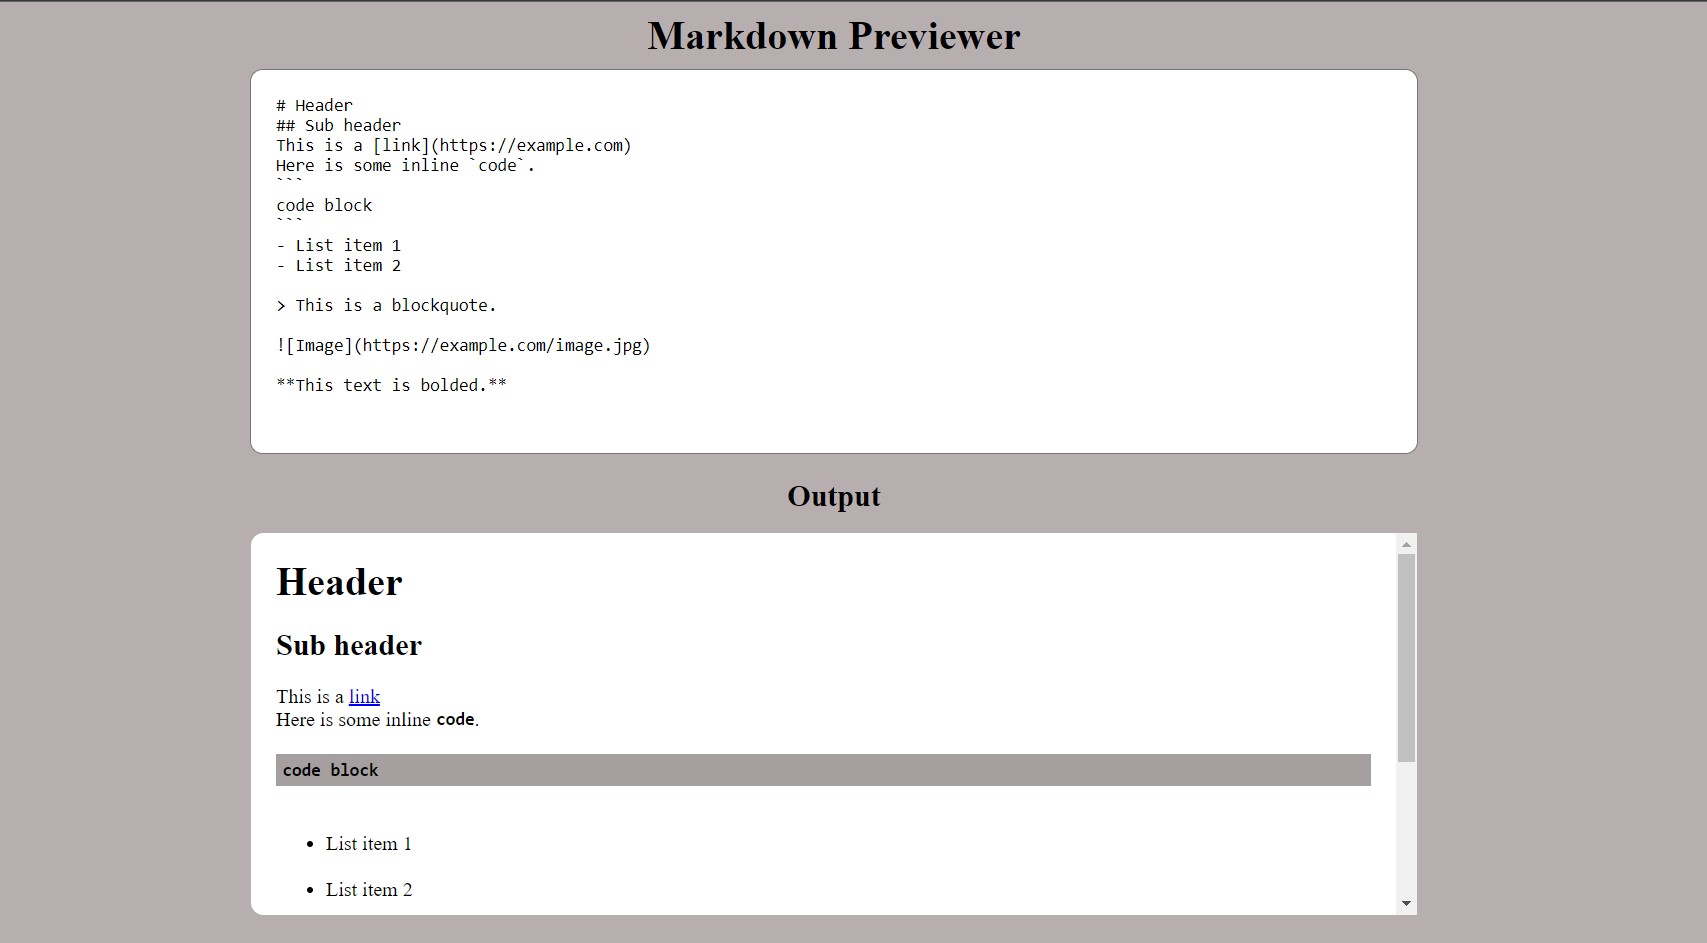 Markdown Previewer
# Header
## Sub header
This is a [link](https://example.com)
Here is some inline `code`.
```
code block
```
- List item 1
- List item 2
> This is a blockquote.
![Image](https://example.com/image.jpg)
**This text is bolded.**
Output
Header
Sub header
This is a link
Here is some inline code.
code block
• List item 1
• List item 2